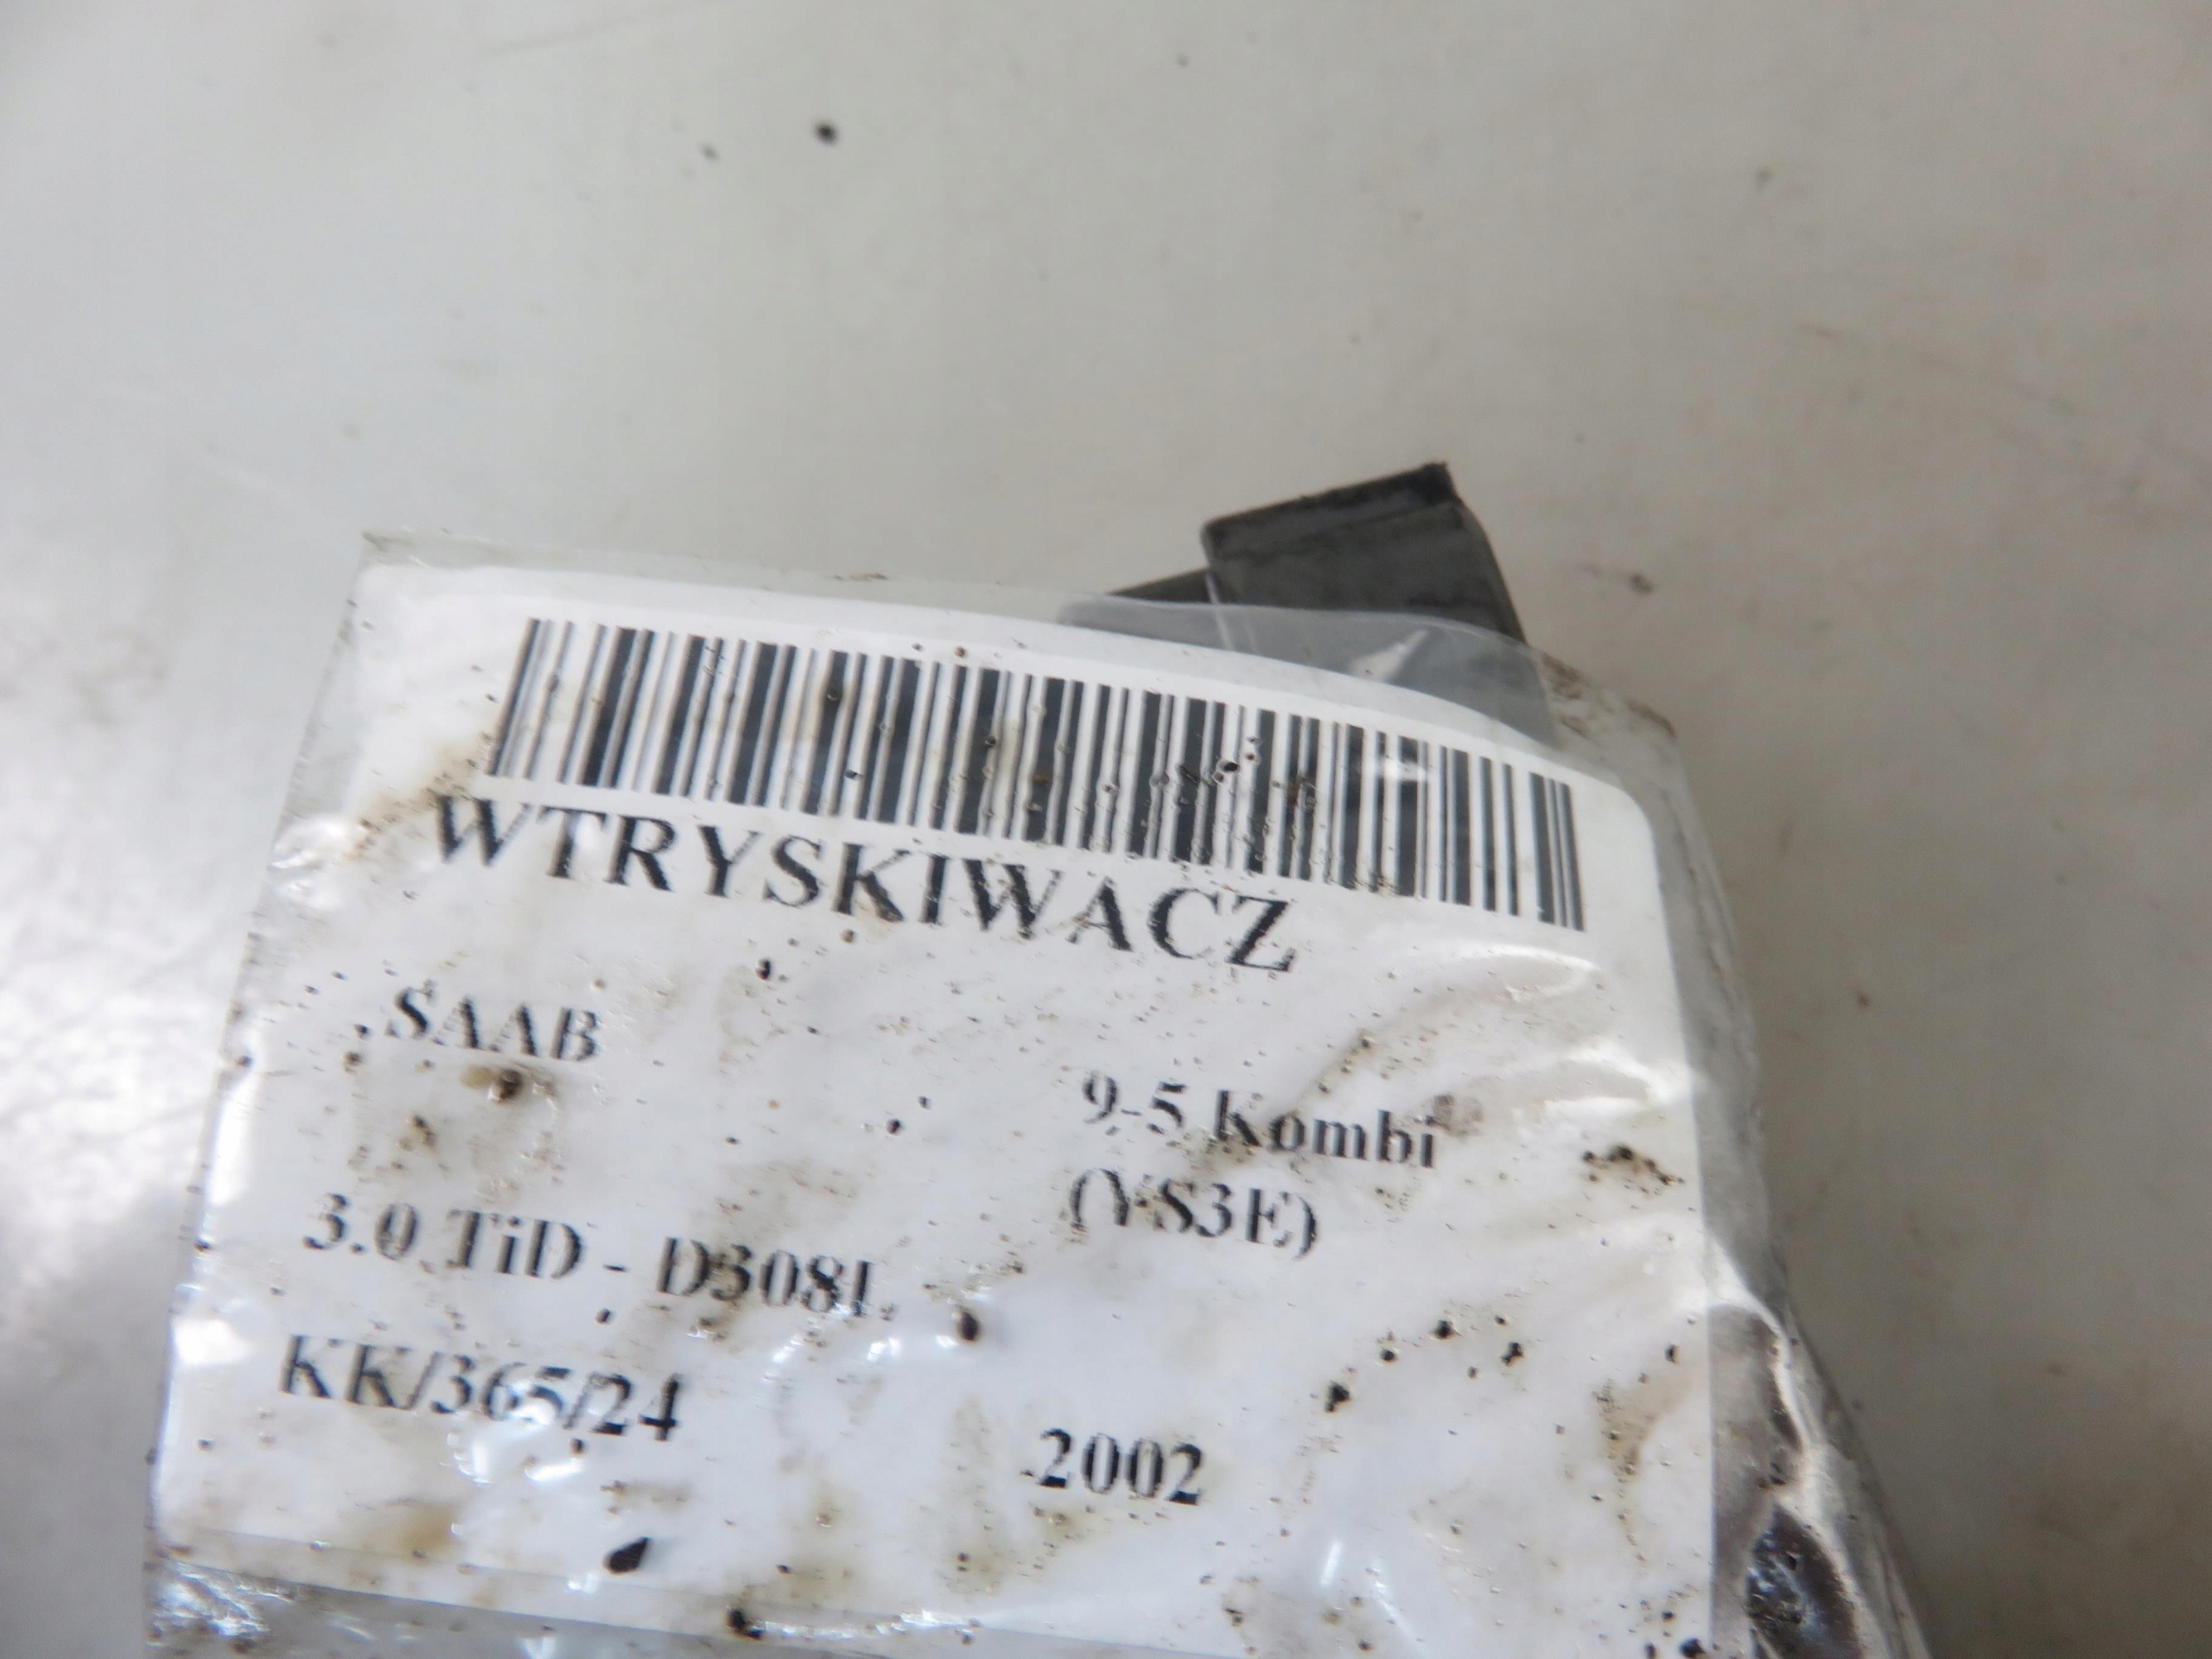 WTRYSKIWACZ
SAAB
9-5 Kombi
(YS3E)
3.0 TiD - D308L
KK/365/24
2002